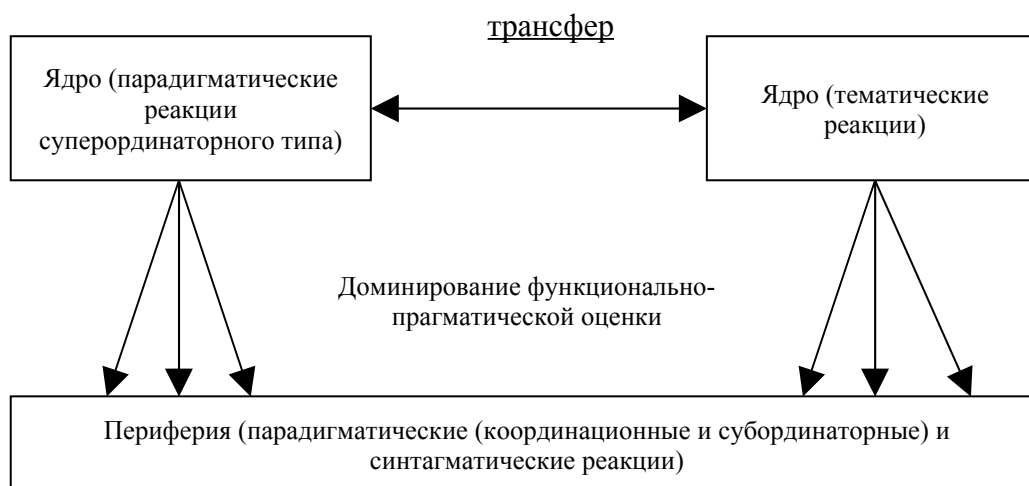 трансфер
Ядро (парадигматические
реакции
суперординаторного типа)
Ядро (тематические
реакции)
Доминирование функционально-
прагматической оценки
Периферия (парадигматические (координационные и субординаторные) и
синтагматические реакции)